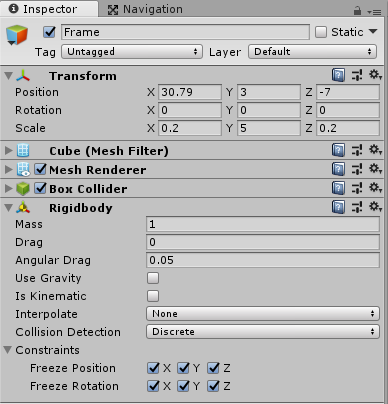 Inspector Navigation
Frame Static
Tag Untagged Layer Default
Transform
Position X 30.79 Y 3 Z -7
Rotation X 0 Y 0 Z 0
Scale X 0.2 Y 5 Z 0.2
Cube (Mesh Filter)
Mesh Renderer
Box Collider
Rigidbody
Mass 1
Drag 0
Angular Drag 0.05
Use Gravity
Is Kinematic
Interpolate None
Collision Detection Discrete
Constraints
Freeze Position X Y Z
Freeze Rotation X Y Z